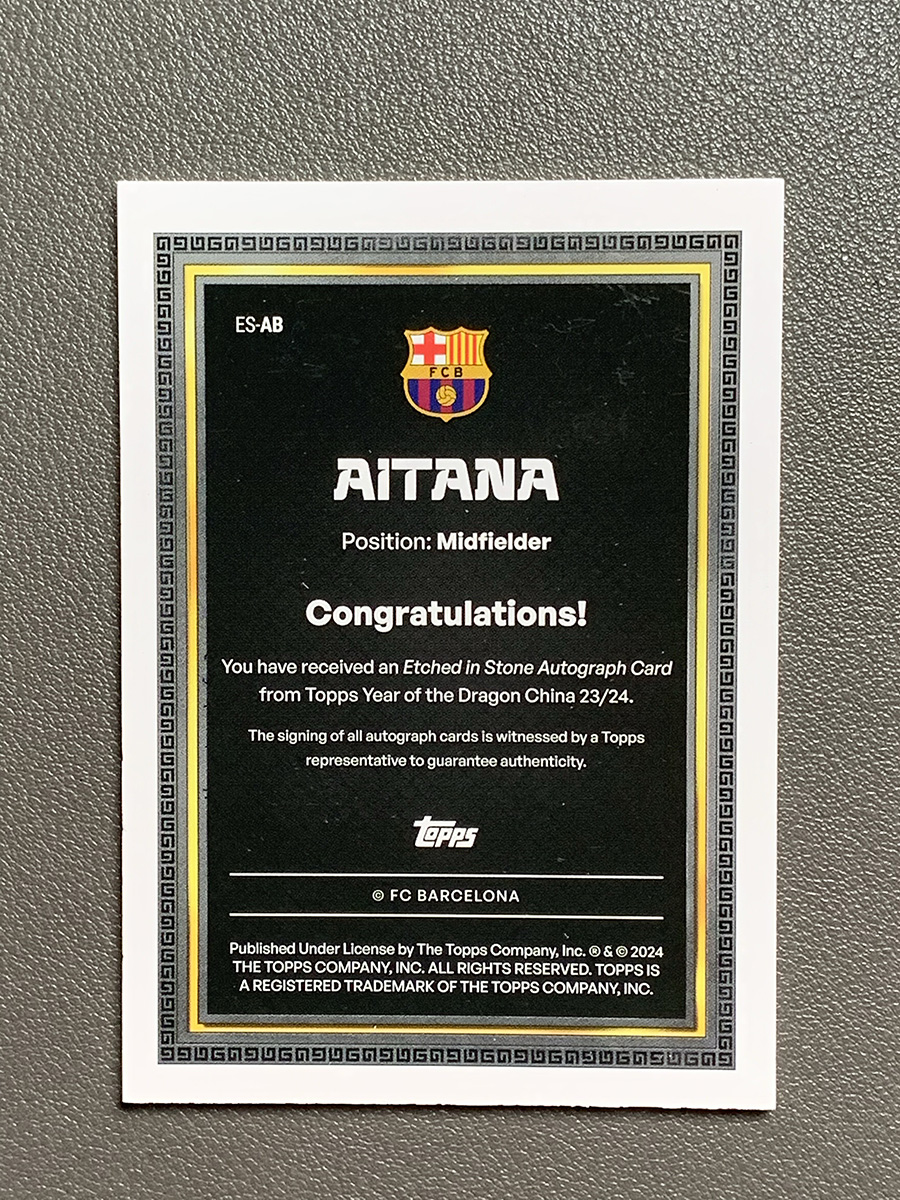 ES-AB
FCB
AITANA
Position: Midfielder
Congratulations!
You have received an Etched in Stone Autograph Card
from Topps Year of the Dragon China 23/24.
The signing of all autograph cards is witnessed by a Topps
representative to guarantee authenticity.
topps
© FC BARCELONA
Published Under License by The Topps Company, Inc. ® & © 2024
THE TOPPS COMPANY, INC. ALL RIGHTS RESERVED. TOPPS IS
A REGISTERED TRADEMARK OF THE TOPPS COMPANY, INC.